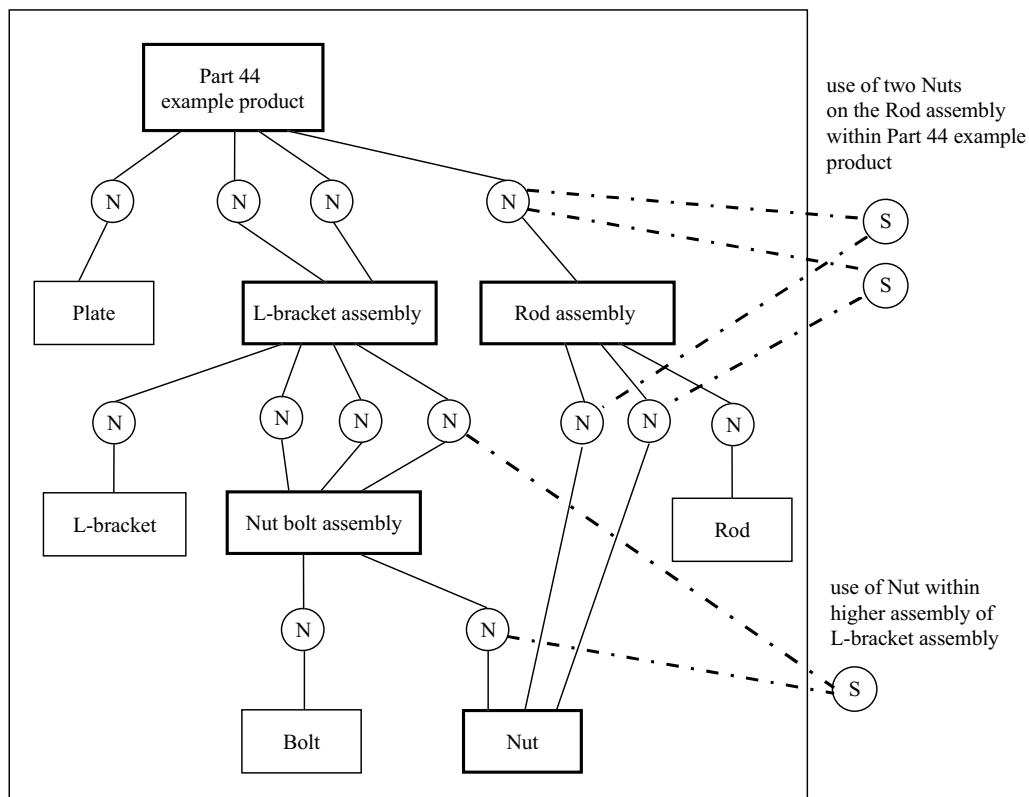 Part 44
example product
use of two Nuts
on the Rod assembly
within Part 44 example
product
N
N
N
N
S
S
Plate
L-bracket assembly
Rod assembly
N
N
N
N
N
N
N
L-bracket
Nut bolt assembly
Rod
use of Nut within
higher assembly of
L-bracket assembly
N
N
S
Bolt
Nut